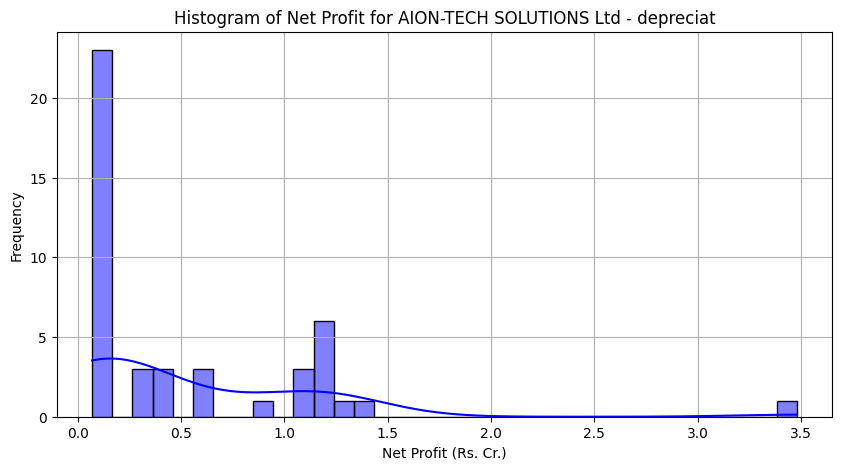 Histogram of Net Profit for AION-TECH SOLUTIONS Ltd - depreciat
Frequency
20
15
10
5
0
0.0 0.5 1.0 1.5 2.0 2.5 3.0 3.5
Net Profit (Rs. Cr.)